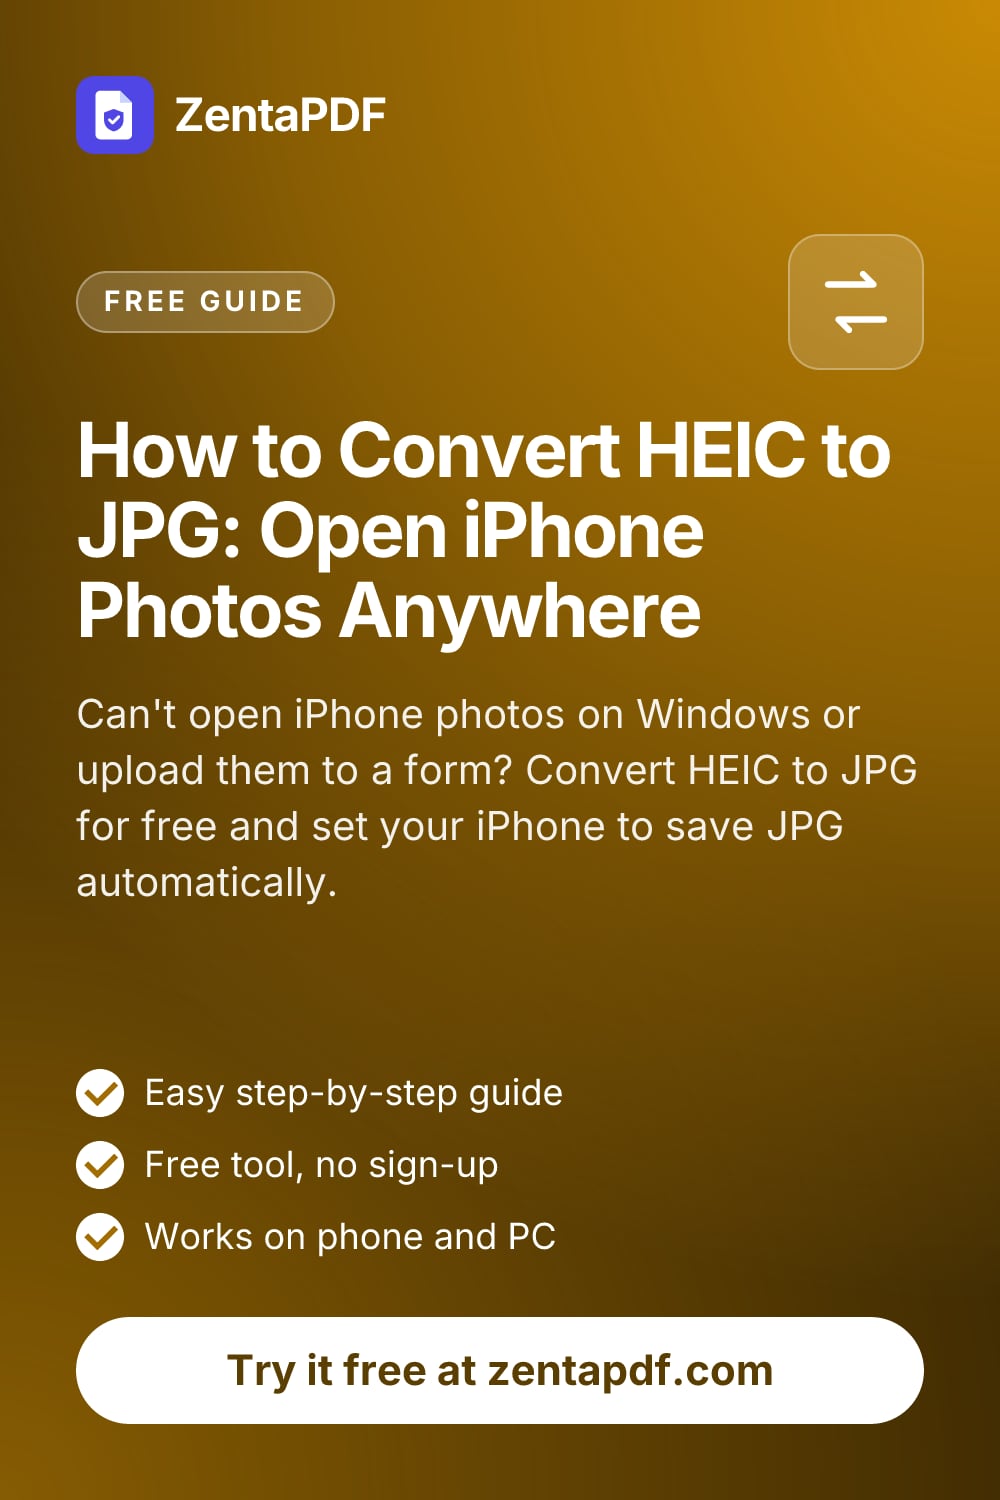 ZentaPDF
FREE GUIDE
How to Convert HEIC to
JPG: Open iPhone
Photos Anywhere
Can't open iPhone photos on Windows or
upload them to a form? Convert HEIC to JPG
for free and set your iPhone to save JPG
automatically.
Easy step-by-step guide
Free tool, no sign-up
Works on phone and PC
Try it free at zentapdf.com